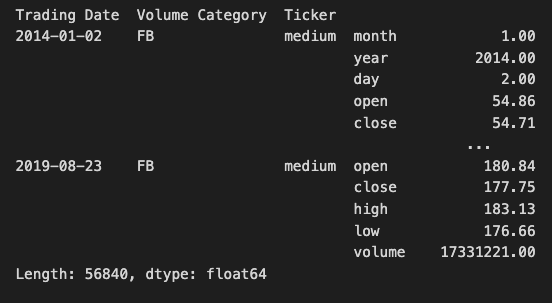 Trading Date  Volume Category  Ticker
2014-01-02    FB               medium  month            1.00
                                       year          2014.00
                                       day              2.00
                                       open            54.86
                                       close           54.71
                                                    ...
2019-08-23    FB               medium  open           180.84
                                       close          177.75
                                       high           183.13
                                       low            176.66
                                       volume    17331221.00
Length: 56840, dtype: float64